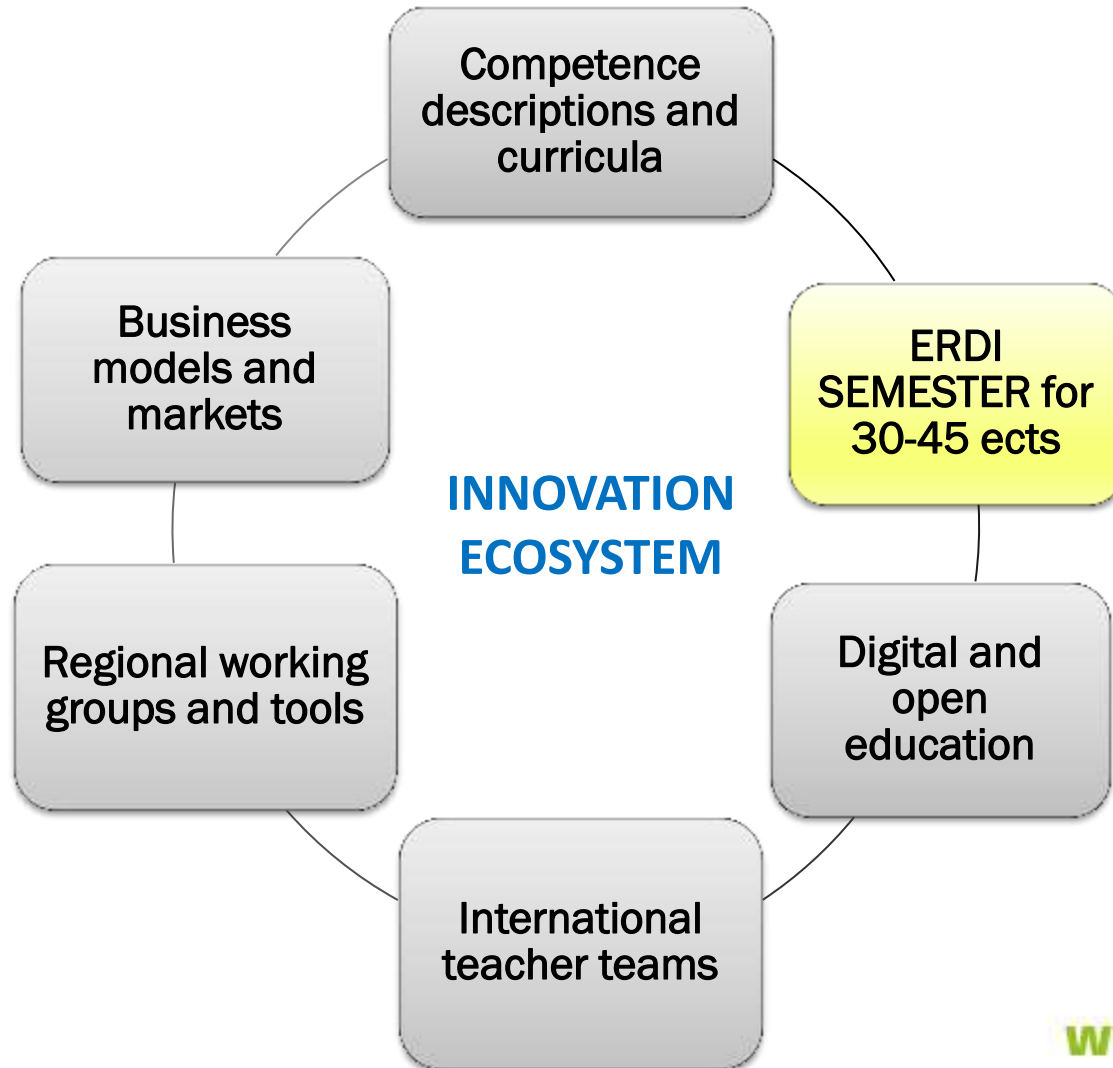 Competence
descriptions and
curricula
Business
models and
markets
ERDI
SEMESTER for
30-45 ects
INNOVATION
ECOSYSTEM
Regional working
groups and tools
Digital and
open
education
International
teacher teams
W